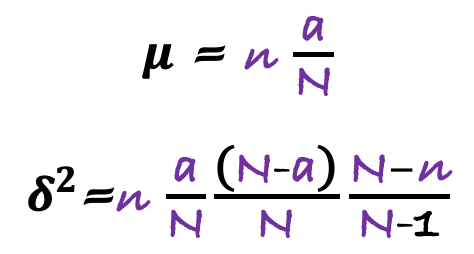 μ = n a/N
δ² = n a/N (N-a)/N N-n/N-1